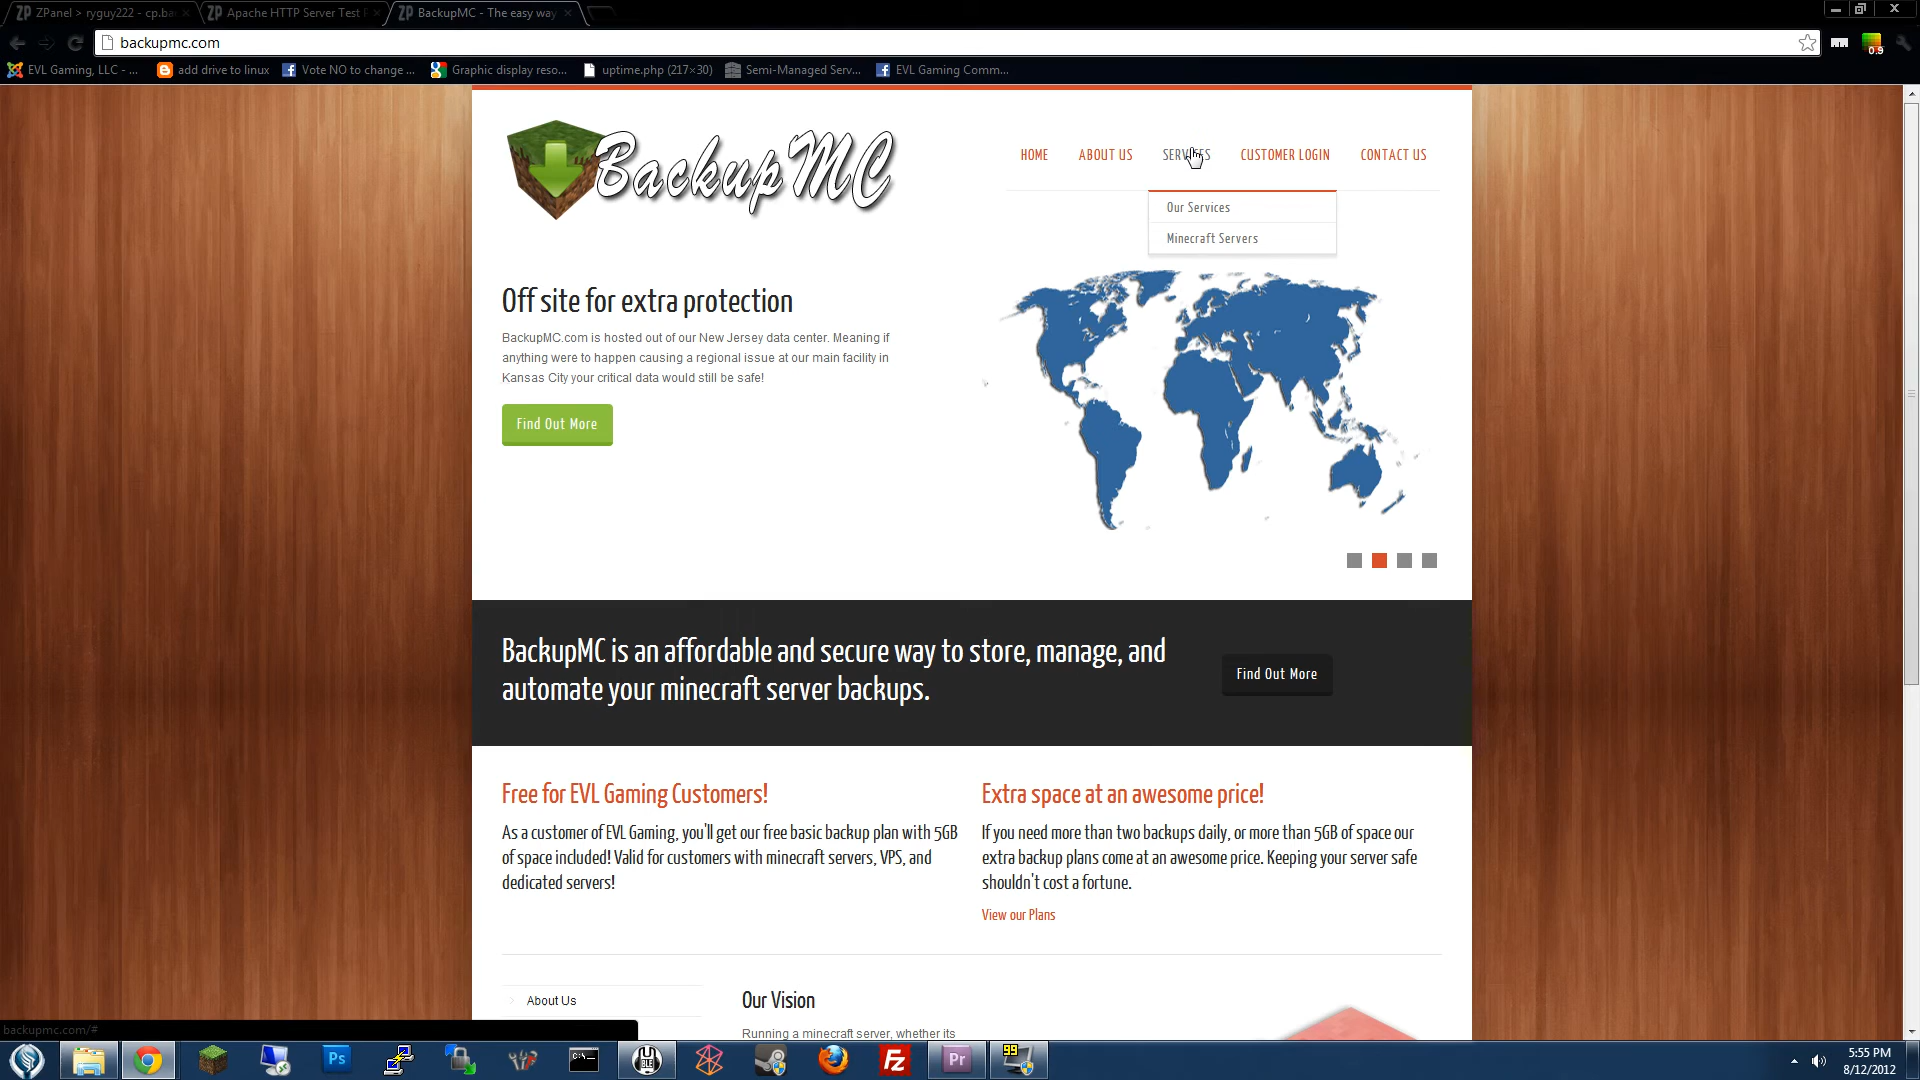 ZPanel > ryguy222 - cp.ba
Apache HTTP Server Test
BackupMC - The easy way
backupmc.com
0.9
EVL Gaming, LLC - ...
add drive to linux
Vote NO to change ...
Graphic display reso...
uptime.php (217×30)
Semi-Managed Serv...
EVL Gaming Comm...
BackupMC
HOME
ABOUT US
SERVICES
CUSTOMER LOGIN
CONTACT US
Our Services
Minecraft Servers
Off site for extra protection
BackupMC.com is hosted out of our New Jersey data center. Meaning if
anything were to happen causing a regional issue at our main facility in
Kansas City your critical data would still be safe!
Find Out More
BackupMC is an affordable and secure way to store, manage, and
automate your minecraft server backups.
Find Out More
Free for EVL Gaming Customers!
As a customer of EVL Gaming, you'll get our free basic backup plan with 5GB
of space included! Valid for customers with minecraft servers, VPS, and
dedicated servers!
Extra space at an awesome price!
If you need more than two backups daily, or more than 5GB of space our
extra backup plans come at an awesome price. Keeping your server safe
shouldn't cost a fortune.
View our Plans
About Us
Our Vision
Running a minecraft server, whether its
backupmc.com/#
Ps
C:\_
BLE
Fz
Pr
99
5:55 PM
8/12/2012